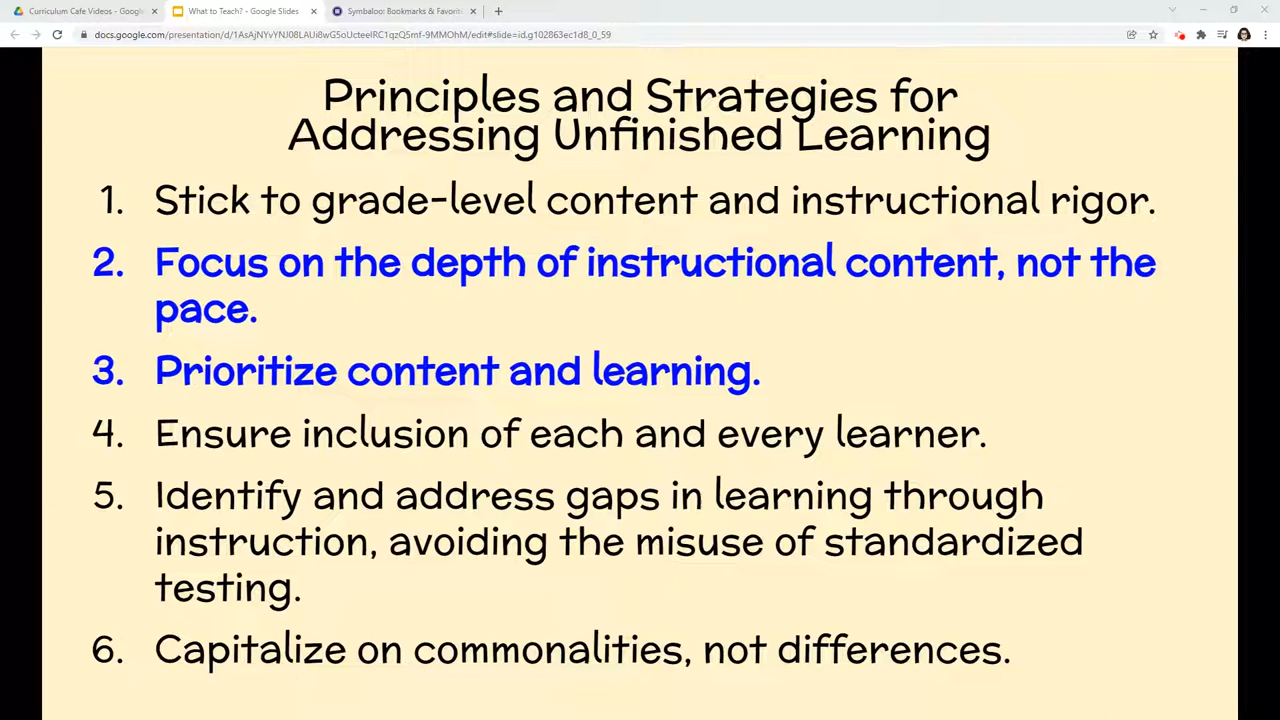 Curriculum Cafe Videos - Google
What to Teach? - Google Slides
Symbaloo: Bookmarks & Favorit
docs.google.com/presentation/d/1AsAjNYvYNJ08LAUi8wG5oUcteeIRC1qzQ5mf-9MMOhM/edit#slide=id.g102863ec1d8_0_59
Principles and Strategies for
Addressing Unfinished Learning
1. Stick to grade-level content and instructional rigor.
2. Focus on the depth of instructional content, not the
pace.
3. Prioritize content and learning.
4. Ensure inclusion of each and every learner.
5. Identify and address gaps in learning through
instruction, avoiding the misuse of standardized
testing.
6. Capitalize on commonalities, not differences.